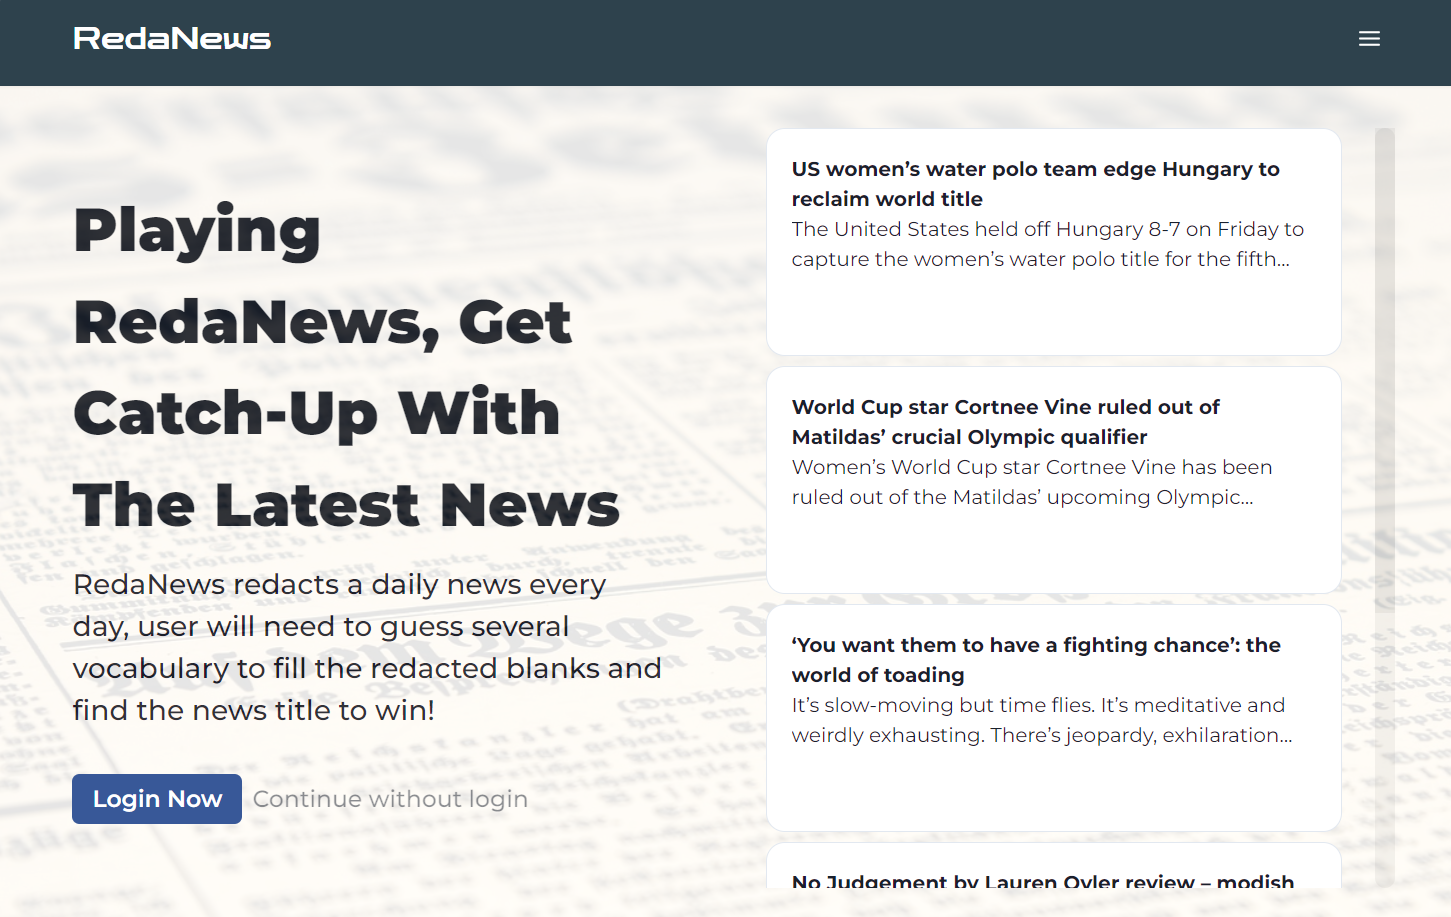 RedaNews
Playing
RedaNews, Get
Catch-Up With
The Latest News
RedaNews redacts a daily news every
day, user will need to guess several
vocabulary to fill the redacted blanks and
find the news title to win!
Login Now
Continue without login
US women’s water polo team edge Hungary to
reclaim world title
The United States held off Hungary 8-7 on Friday to
capture the women’s water polo title for the fifth...
World Cup star Cortnee Vine ruled out of
Matildas’ crucial Olympic qualifier
Women’s World Cup star Cortnee Vine has been
ruled out of the Matildas’ upcoming Olympic...
‘You want them to have a fighting chance’: the
world of toading
It’s slow-moving but time flies. It’s meditative and
weirdly exhausting. There’s jeopardy, exhilaration...
No Judgement by Lauren Oyler review – modish